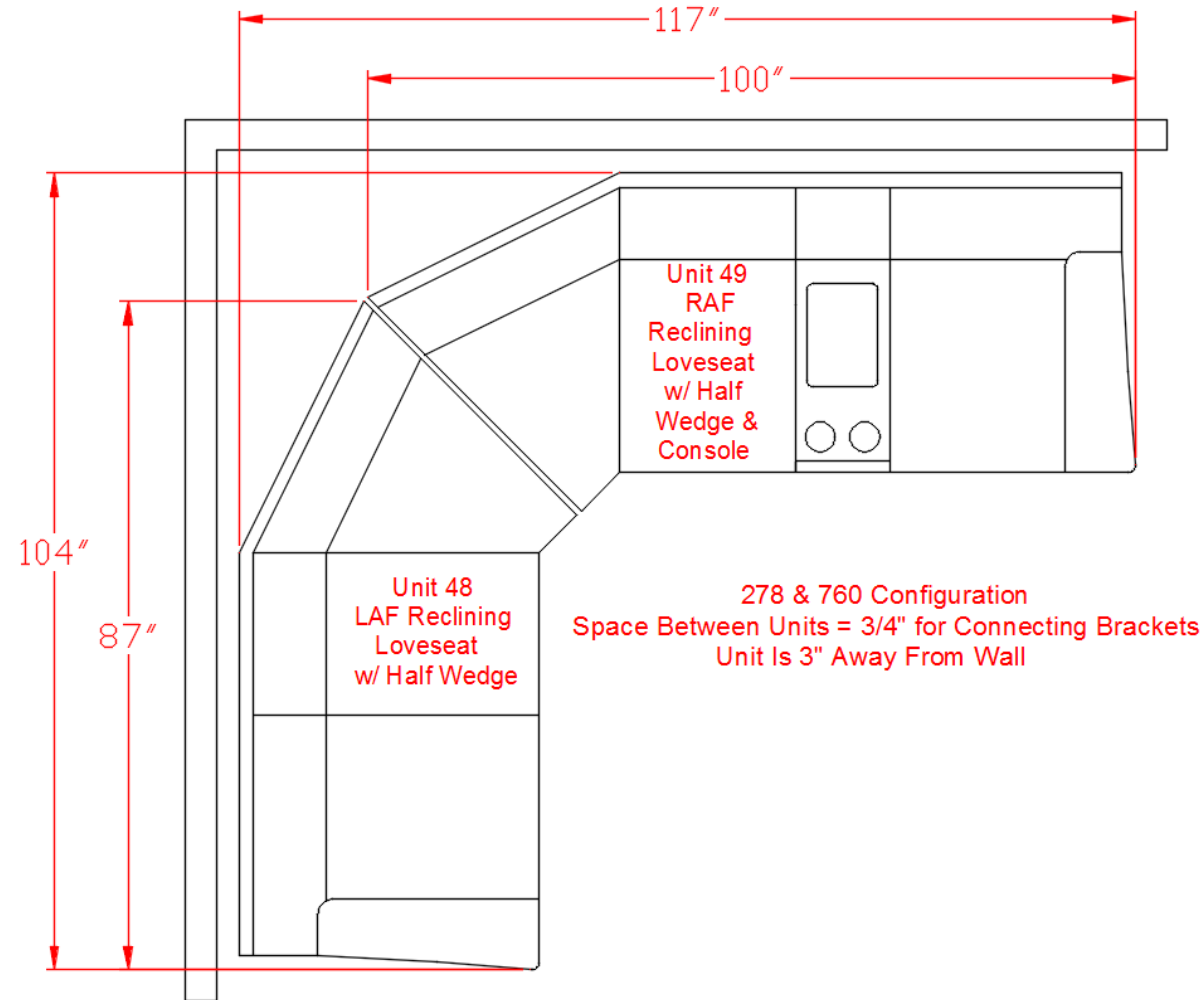 117"
100"
Unit 49
RAF
Reclining
Loveseat
w/ Half
Wedge &
Console
104"
87"
Unit 48
LAF Reclining
Loveseat
w/ Half Wedge
278 & 760 Configuration
Space Between Units = 3/4" for Connecting Brackets
Unit Is 3" Away From Wall